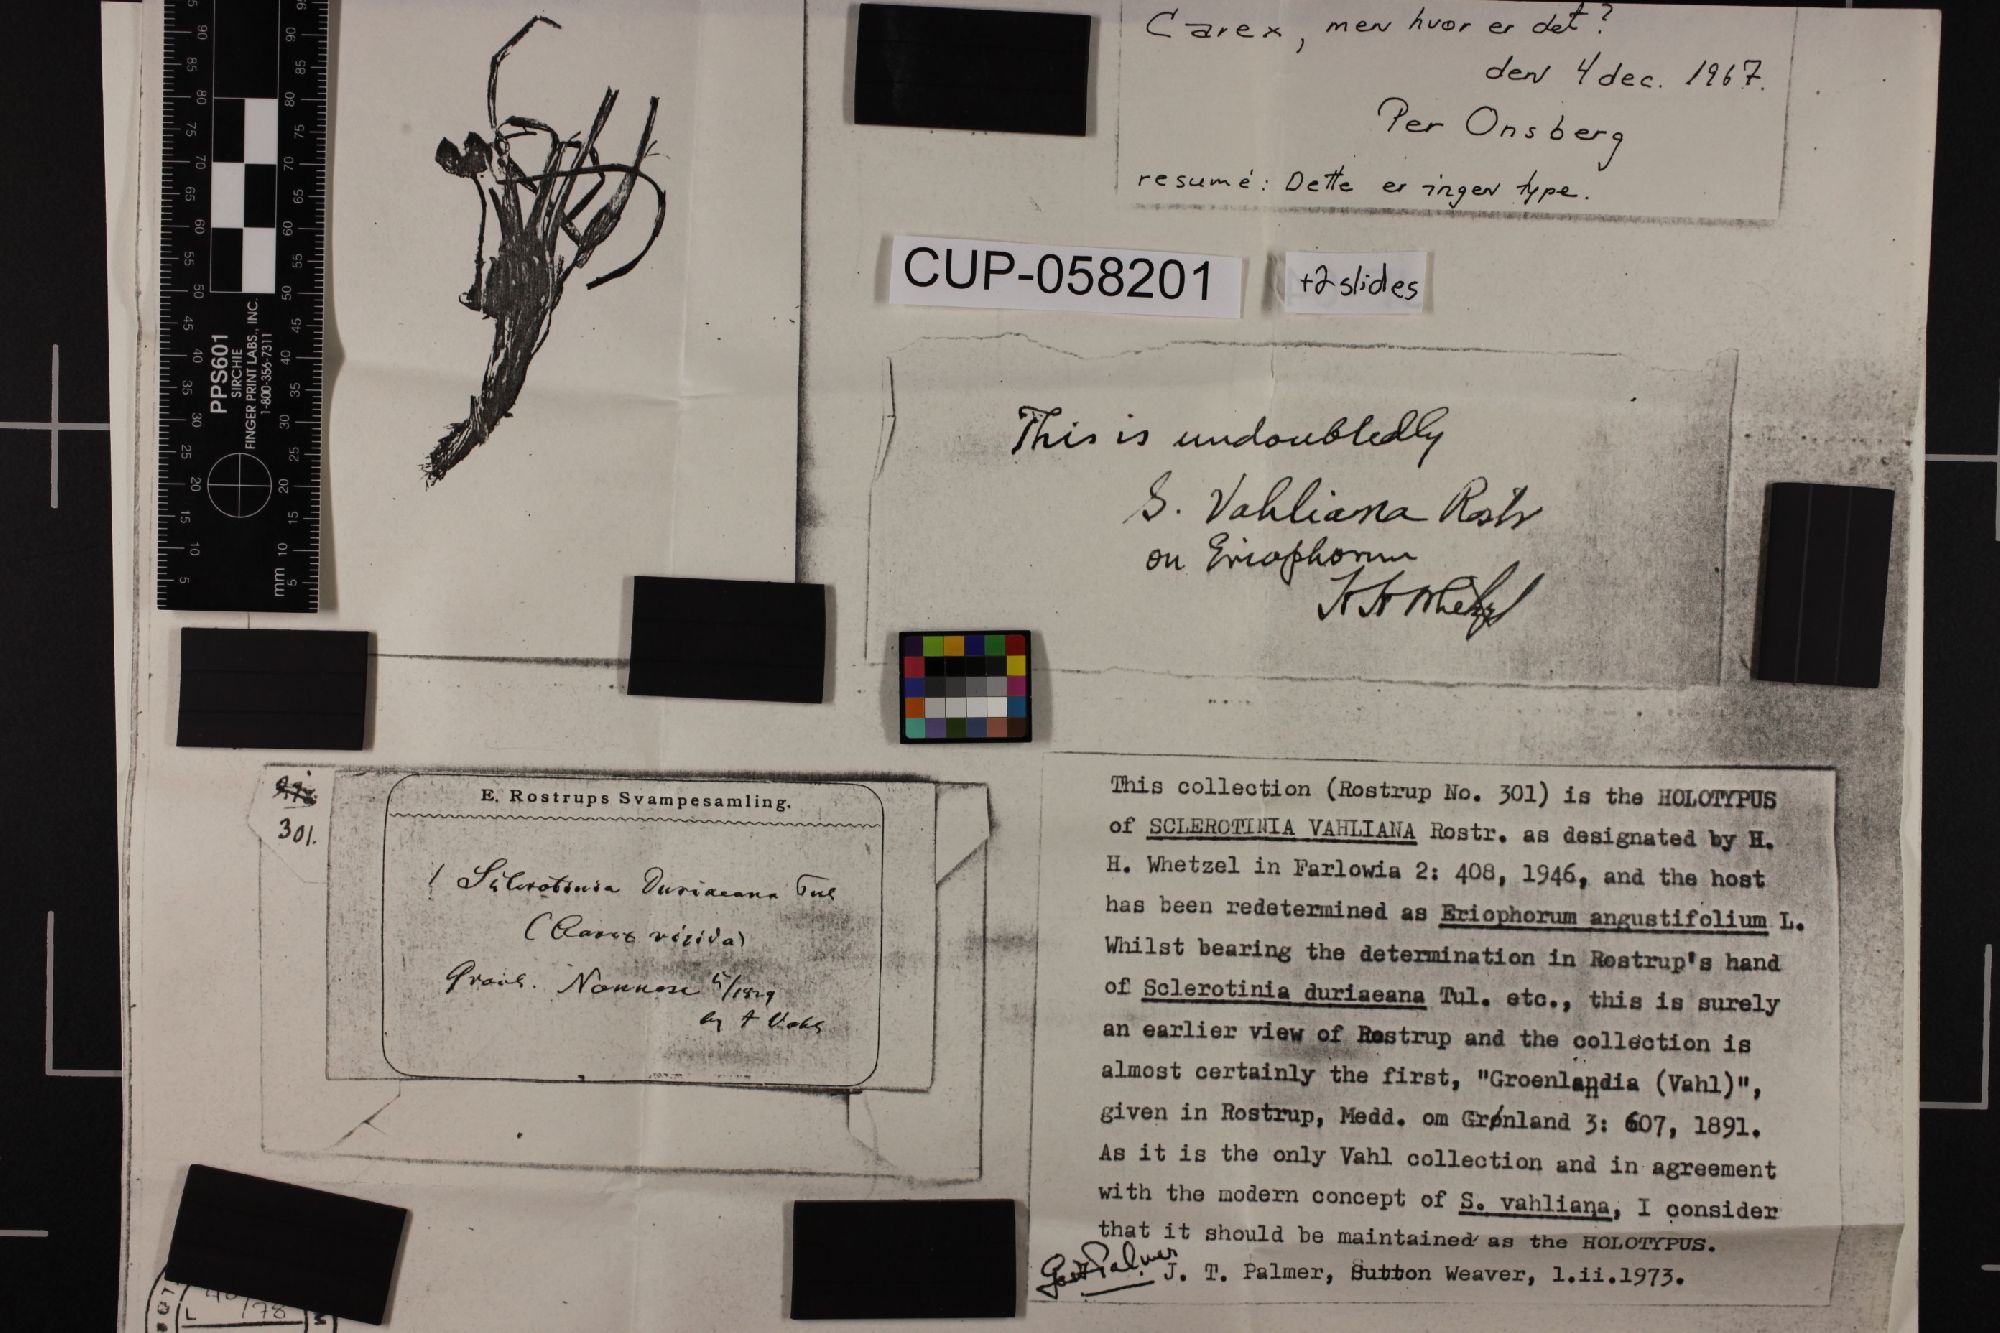 Carex, men hvor er det?
den 4 dec. 1967.
Per Onsberg
resumé: Dette er ingen type.
CUP-058201
+2 slides
PPS601
SIRCHIE
FINGER PRINT LABS., INC.
1-800-356-7311
mm
This is undoubtedly
S. Vahliana Rostr
on Eriophorum
H H Whetzel
301.
E. Rostrups Svampesamling.
! Sclerotinia Duriaeana Tul
(Carex rigida)
This collection (Rostrup No. 301) is the HOLOTYPUS
of SCLEROTINIA VAHLIANA Rostr. as designated by H.
H. Whetzel in Farlowia 2: 408, 1946, and the host
has been redetermined as Eriophorum angustifolium L.
Whilst bearing the determination in Rostrup's hand
of Sclerotinia duriaeana Tul. etc., this is surely
an earlier view of Rostrup and the collection is
almost certainly the first, "Groenlandia (Vahl)",
given in Rostrup, Medd. om Grønland 3: 607, 1891.
As it is the only Vahl collection and in agreement
with the modern concept of S. vahliana, I consider
that it should be maintained as the HOLOTYPUS.
J. T. Palmer, Sutton Weaver, 1.ii.1973.